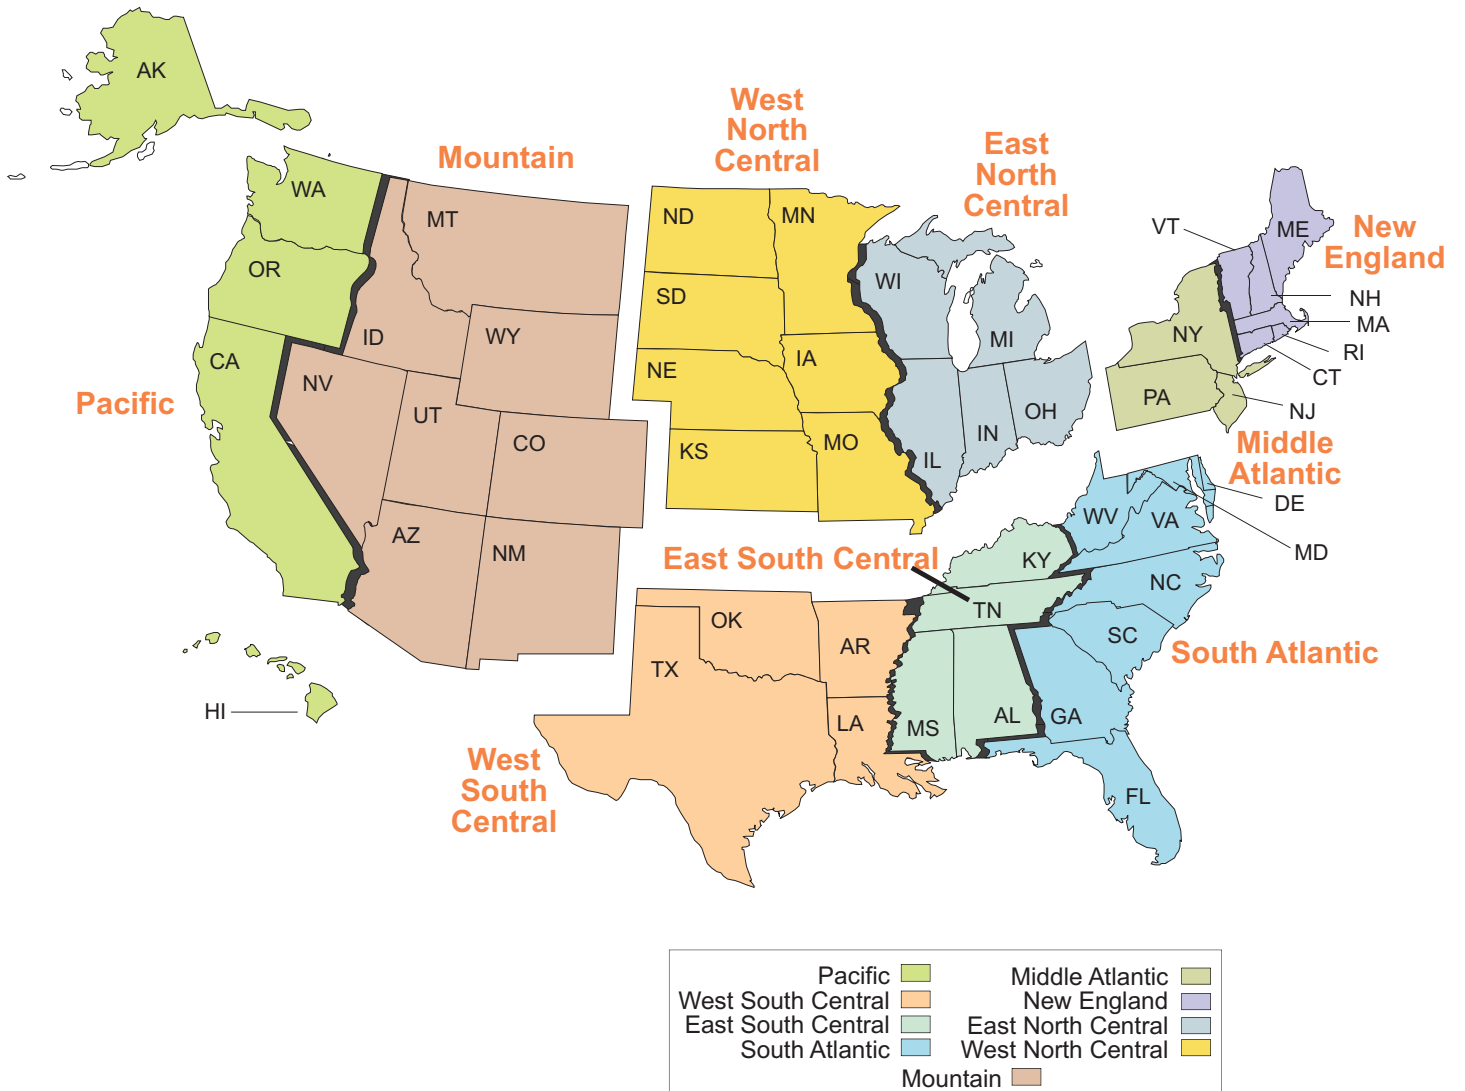 AK
West
North
Central
East
North
Central
Mountain
WA
MT
ND
MN
VT
ME
New
England
OR
WI
SD
NH
MA
ID
WY
NY
MI
RI
IA
CA
NE
CT
NV
PA
Pacific
UT
OH
NJ
CO
IN
MO
KS
IL
Middle
Atlantic
DE
WV
VA
AZ
NM
MD
East South Central
KY
NC
TN
OK
SC
AR
South Atlantic
TX
HI
LA
MS
AL
GA
West
South
Central
FL
Pacific
Middle Atlantic
West South Central
New England
East South Central
East North Central
South Atlantic
West North Central
Mountain